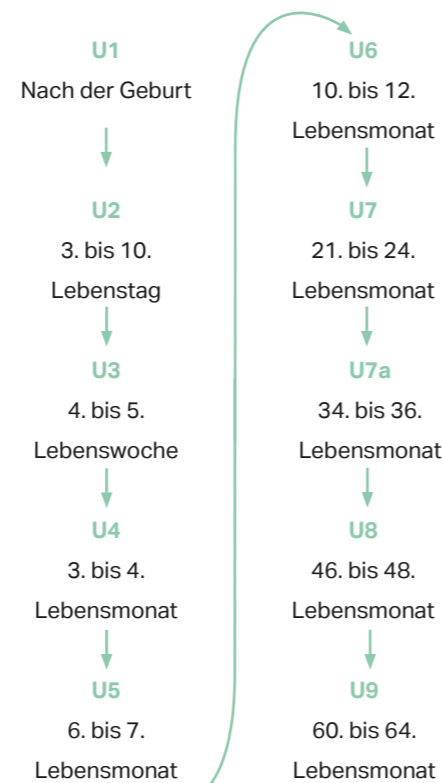 U1
Nach der Geburt
U2
3. bis 10.
Lebenstag
U3
4. bis 5.
Lebenswoche
U4
3. bis 4.
Lebensmonat
U5
6. bis 7.
Lebensmonat
U6
10. bis 12.
Lebensmonat
U7
21. bis 24.
Lebensmonat
U7a
34. bis 36.
Lebensmonat
U8
46. bis 48.
Lebensmonat
U9
60. bis 64.
Lebensmonat